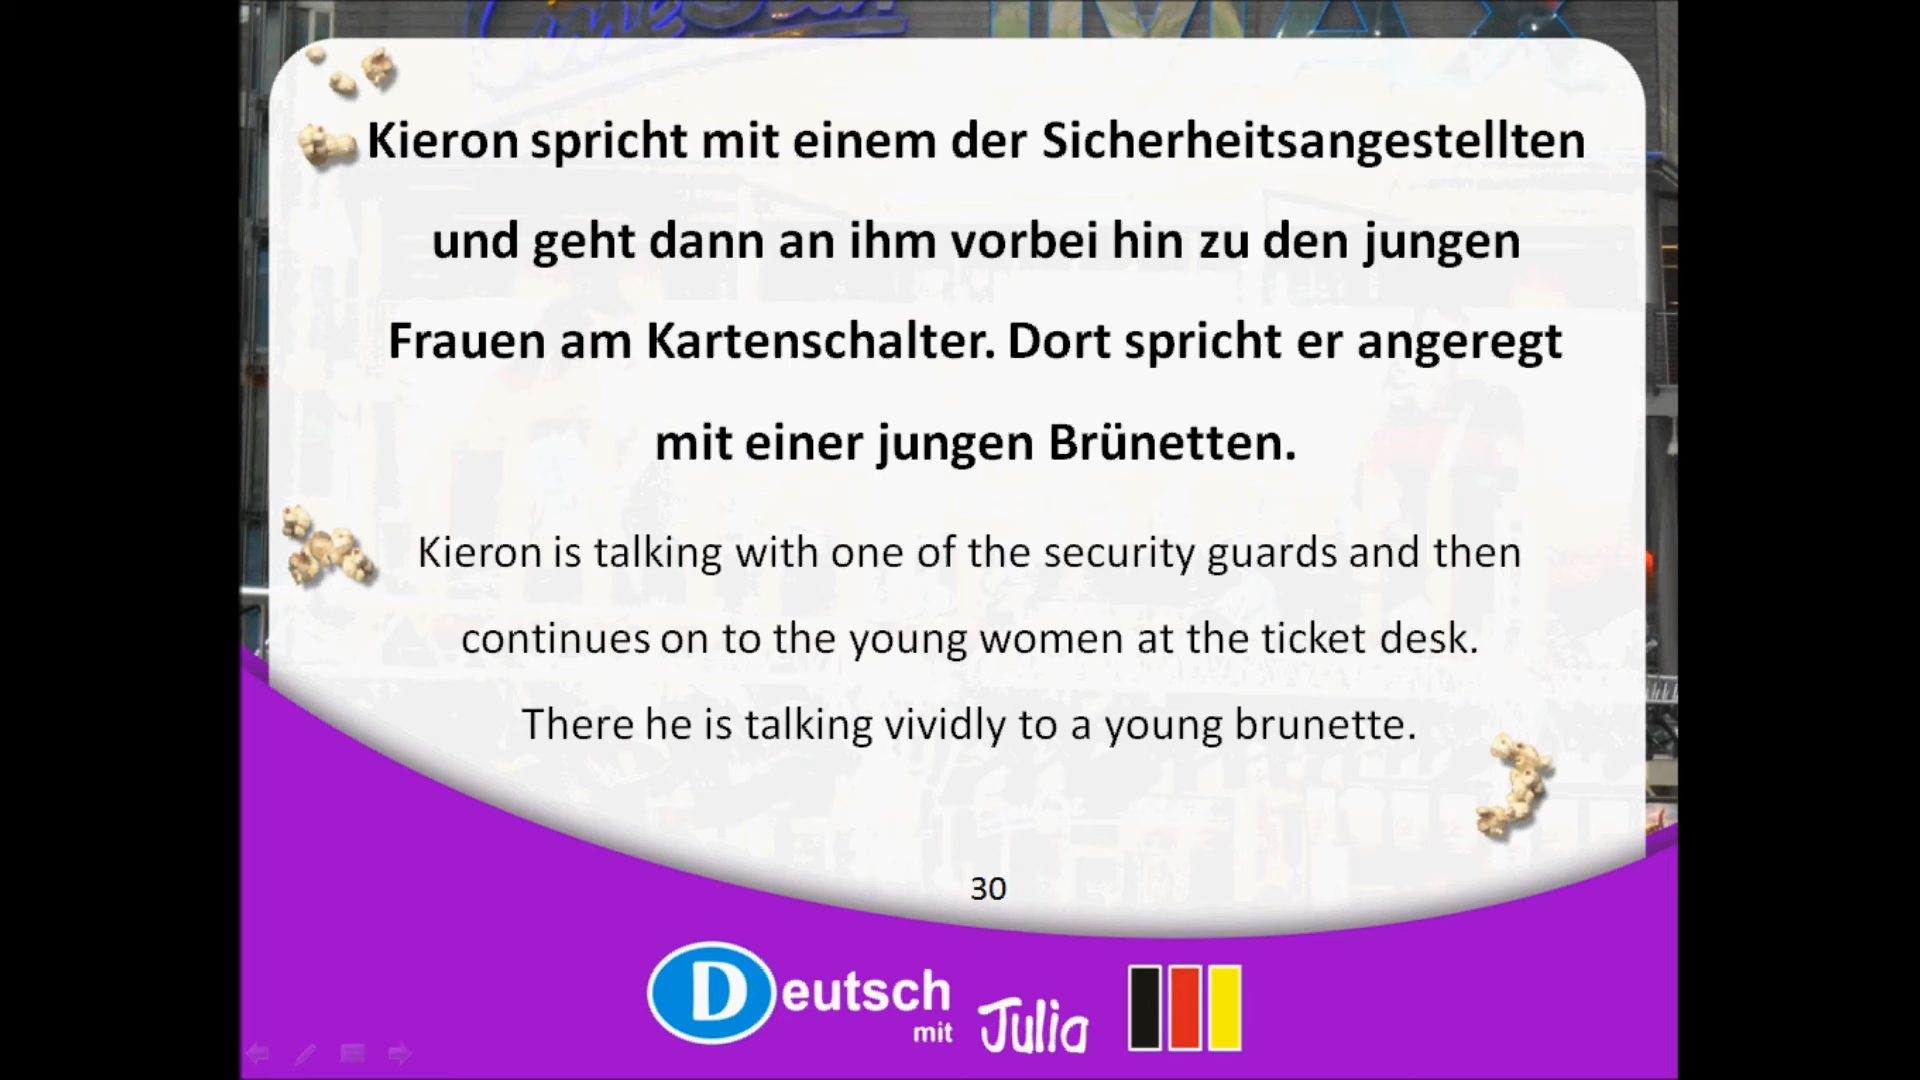 CineStar IMAX
Kieron spricht mit einem der Sicherheitsangestellten
und geht dann an ihm vorbei hin zu den jungen
Frauen am Kartenschalter. Dort spricht er angeregt
mit einer jungen Brünetten.
Kieron is talking with one of the security guards and then
continues on to the young women at the ticket desk.
There he is talking vividly to a young brunette.
30
Deutsch
mit Julia